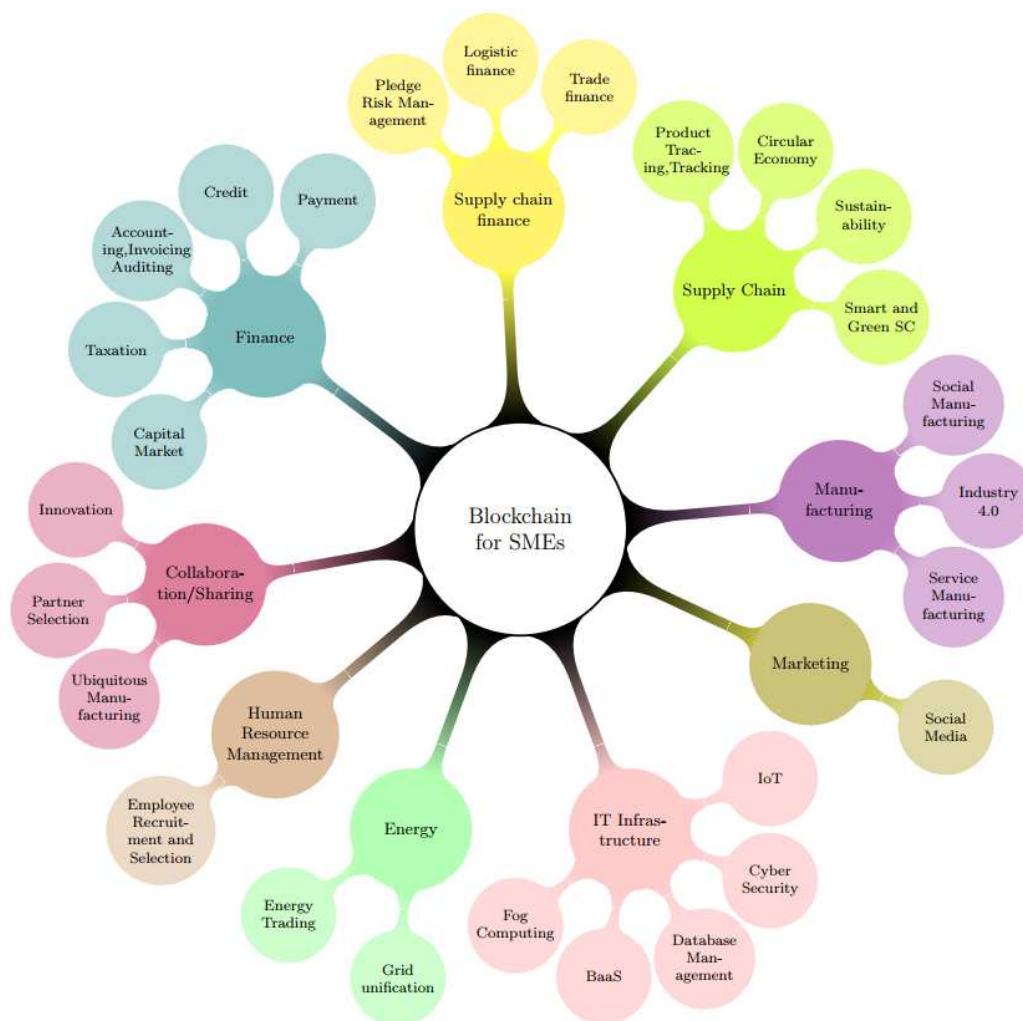 Blockchain
for SMEs
Supply chain
finance
Pledge
Risk Man-
agement
Logistic
finance
Trade
finance
Supply Chain
Product
Trac-
ing,Tracking
Circular
Economy
Sustain-
ability
Smart and
Green SC
Manu-
facturing
Social
Manu-
facturing
Industry
4.0
Service
Manu-
facturing
Marketing
Social
Media
IT Infras-
tructure
IoT
Cyber
Security
Database
Man-
agement
BaaS
Fog
Computing
Energy
Grid
unification
Energy
Trading
Human
Resource
Management
Employee
Recruit-
ment and
Selection
Collabora-
tion/Sharing
Ubiquitous
Manu-
facturing
Partner
Selection
Innovation
Finance
Capital
Market
Taxation
Account-
ing,Invoicing
Auditing
Credit
Payment